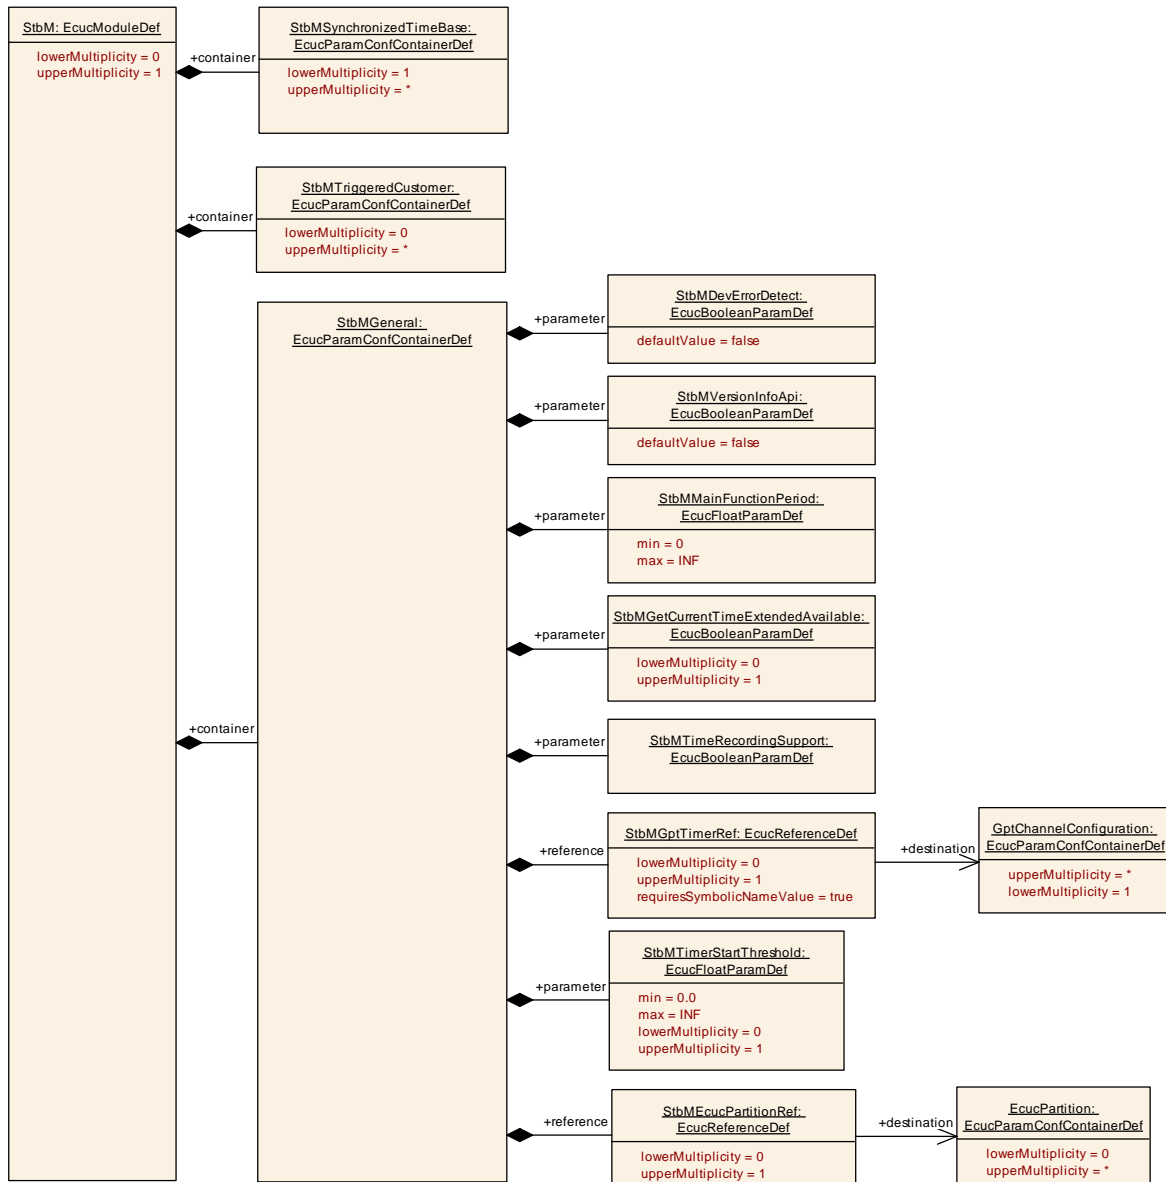 StbM: EcucModuleDef
lowerMultiplicity = 0
upperMultiplicity = 1
+container
StbMSynchronizedTimeBase:
EcucParamConfContainerDef
lowerMultiplicity = 1
upperMultiplicity = *
+container
StbMTriggeredCustomer:
EcucParamConfContainerDef
lowerMultiplicity = 0
upperMultiplicity = *
+container
StbMGeneral:
EcucParamConfContainerDef
+parameter
StbMDevErrorDetect:
EcucBooleanParamDef
defaultValue = false
+parameter
StbMVersionInfoApi:
EcucBooleanParamDef
defaultValue = false
+parameter
StbMMainFunctionPeriod:
EcucFloatParamDef
min = 0
max = INF
+parameter
StbMGetCurrentTimeExtendedAvailable:
EcucBooleanParamDef
lowerMultiplicity = 0
upperMultiplicity = 1
+parameter
StbMTimeRecordingSupport:
EcucBooleanParamDef
+reference
StbMGptTimerRef: EcucReferenceDef
lowerMultiplicity = 0
upperMultiplicity = 1
requiresSymbolicNameValue = true
+destination
GptChannelConfiguration:
EcucParamConfContainerDef
upperMultiplicity = *
lowerMultiplicity = 1
+parameter
StbMTimerStartThreshold:
EcucFloatParamDef
min = 0.0
max = INF
lowerMultiplicity = 0
upperMultiplicity = 1
+reference
StbMEcucPartitionRef:
EcucReferenceDef
lowerMultiplicity = 0
upperMultiplicity = 1
+destination
EcucPartition:
EcucParamConfContainerDef
lowerMultiplicity = 0
upperMultiplicity = *